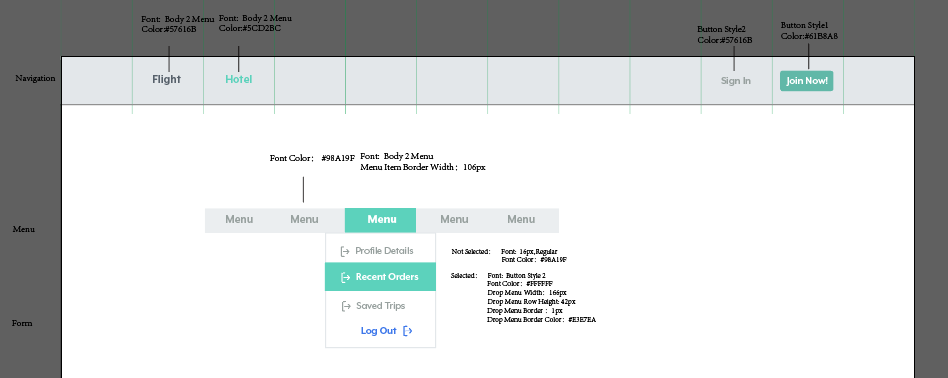 Font: Body 2 Menu
Color:#57616B
Font: Body 2 Menu
Color:#5CD2BC
Button Style2
Color:#57616B
Button Style1
Color:#61B8A8
Navigation
Flight
Hotel
Sign In
Join Now!
Font Color： #98A19F
Font: Body 2 Menu
Menu Item Border Width： 106px
Menu
Menu
Menu
Menu
Menu
Menu
Profile Details
Recent Orders
Saved Trips
Log Out
Not Selected:
Font: 16px,Regular
Font Color：#98A19F
Selected:
Font: Button Style 2
Font Color：#FFFFFF
Drop Menu Width： 166px
Drop Menu Row Height: 42px
Drop Menu Border： 1px
Drop Menu Border Color：#E3E7EA
Form